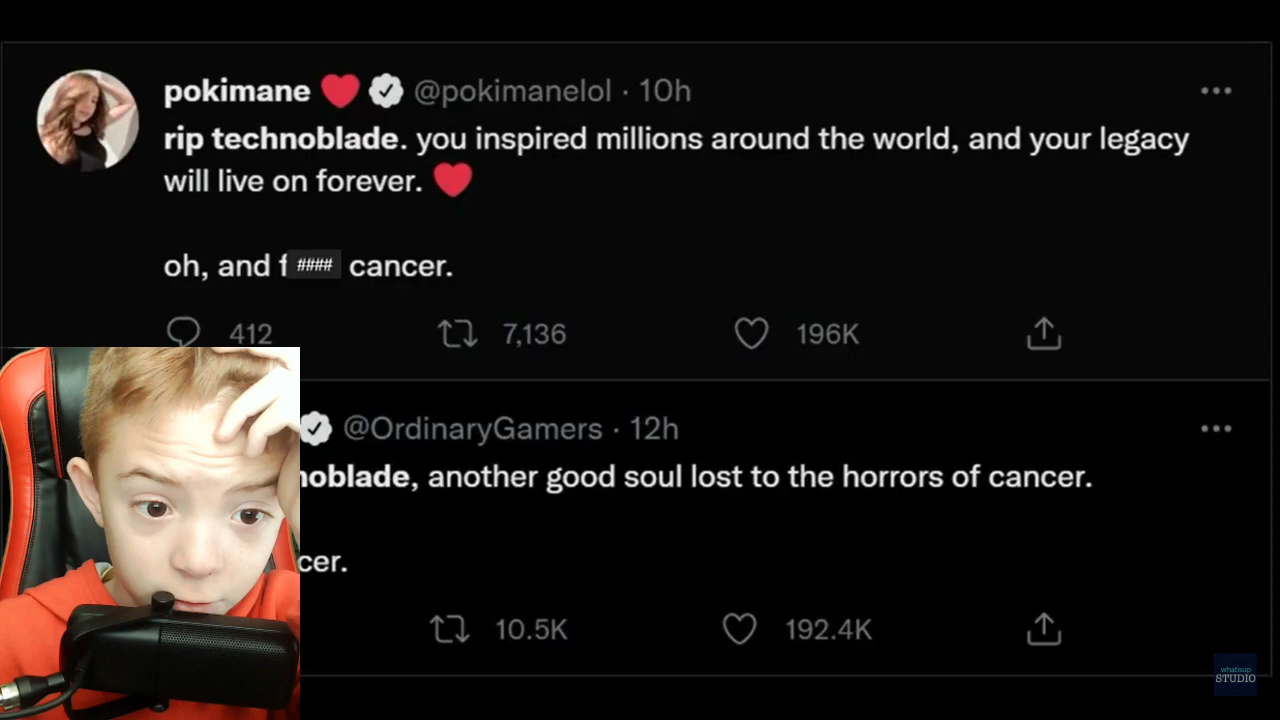 pokimane @pokimanelol · 10h
rip technoblade. you inspired millions around the world, and your legacy
will live on forever.
oh, and f #### cancer.
412 7,136 196K
@OrdinaryGamers · 12h
noblade, another good soul lost to the horrors of cancer.
cer.
10.5K 192.4K
whatisup
STUDIO